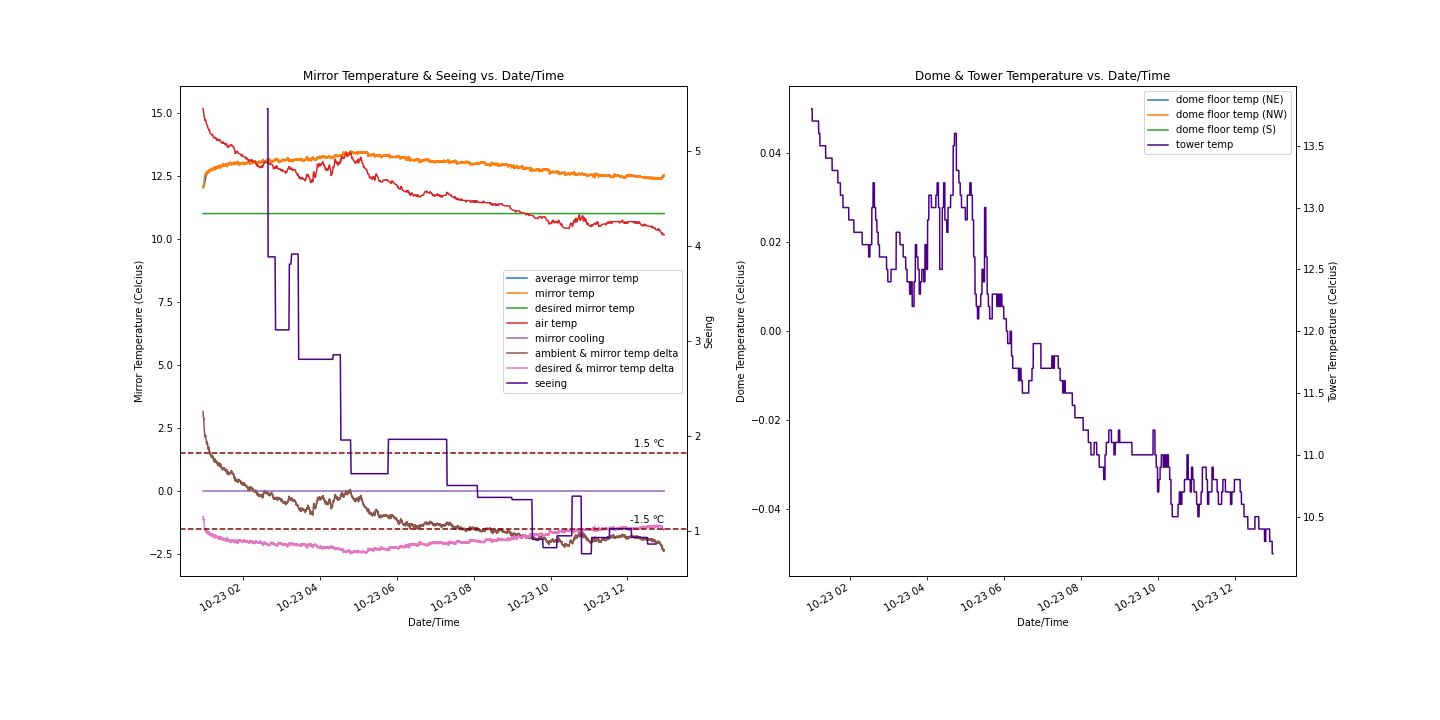 Mirror Temperature & Seeing vs. Date/Time
Mirror Temperature (Celcius)
15.0
12.5
10.0
7.5
5.0
2.5
0.0
−2.5
average mirror temp
mirror temp
desired mirror temp
air temp
mirror cooling
ambient & mirror temp delta
desired & mirror temp delta
seeing
1.5 °C
-1.5 °C
5
4
3
2
1
Seeing
10-23 02
10-23 04
10-23 06
10-23 08
10-23 10
10-23 12
Date/Time
Dome & Tower Temperature vs. Date/Time
Dome Temperature (Celcius)
0.04
0.02
0.00
−0.02
−0.04
dome floor temp (NE)
dome floor temp (NW)
dome floor temp (S)
tower temp
13.5
13.0
12.5
12.0
11.5
11.0
10.5
Tower Temperature (Celcius)
10-23 02
10-23 04
10-23 06
10-23 08
10-23 10
10-23 12
Date/Time